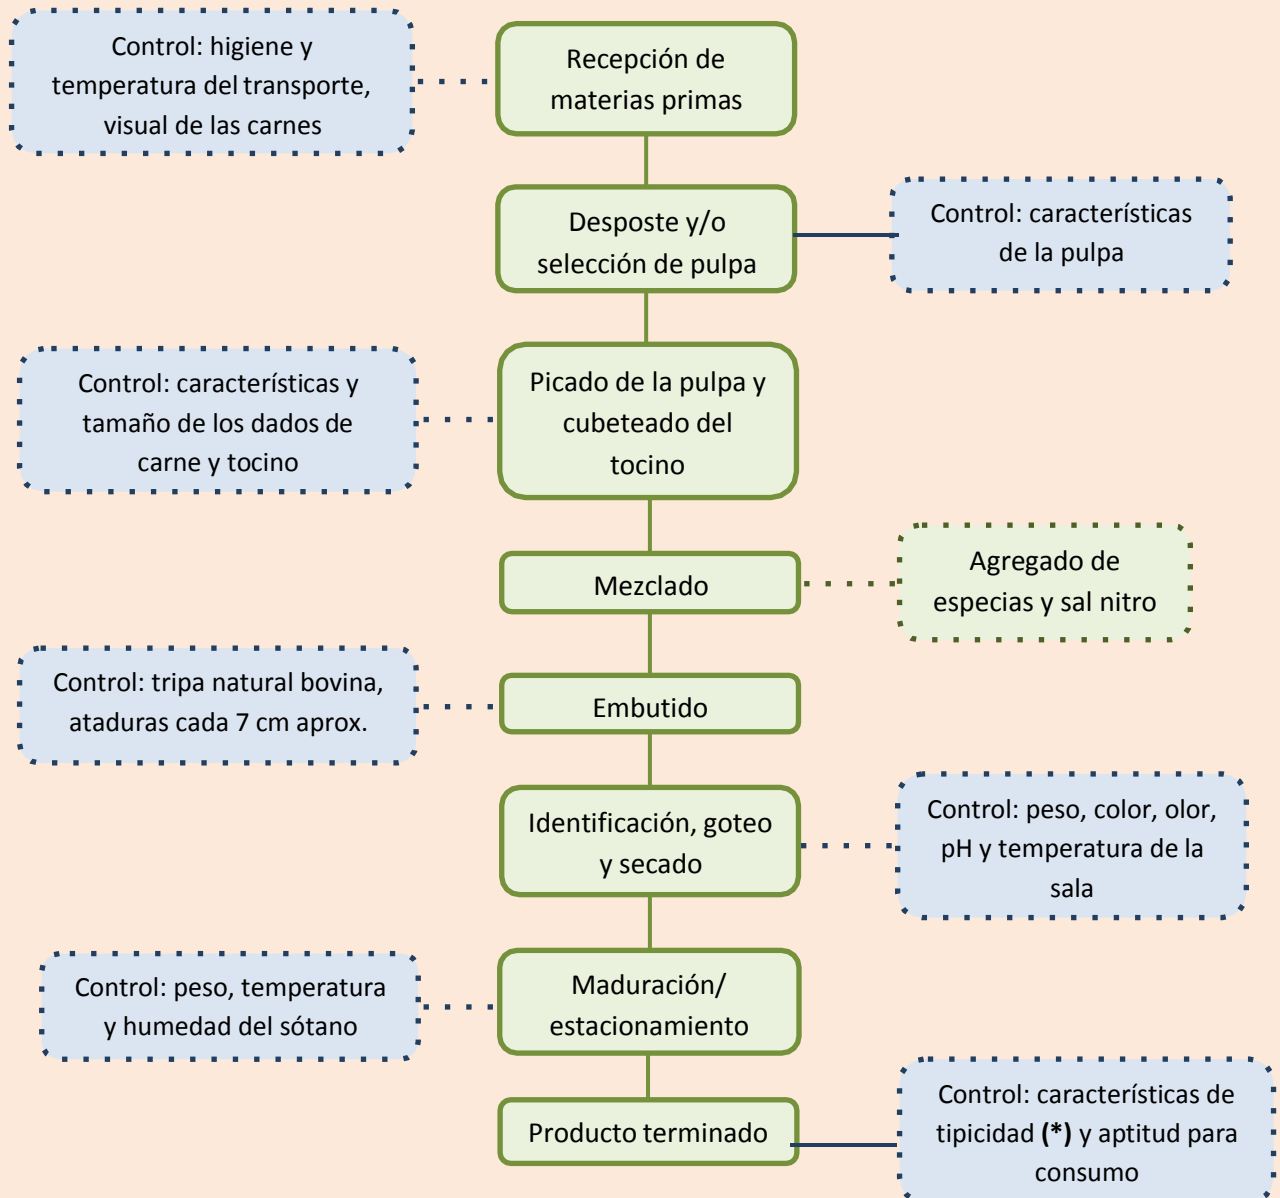 Control: higiene y
temperatura del transporte,
visual de las carnes
Recepción de
materias primas
Desposte y/o
selección de pulpa
Control: características
de la pulpa
Control: características y
tamaño de los dados de
carne y tocino
Picado de la pulpa y
cubeteado del
tocino
Mezclado
Agregado de
especias y sal nitro
Control: tripa natural bovina,
ataduras cada 7 cm aprox.
Embutido
Identificación, goteo
y secado
Control: peso, color, olor,
pH y temperatura de la
sala
Control: peso, temperatura
y humedad del sótano
Maduración/
estacionamiento
Producto terminado
Control: características de
tipicidad (*) y aptitud para
consumo